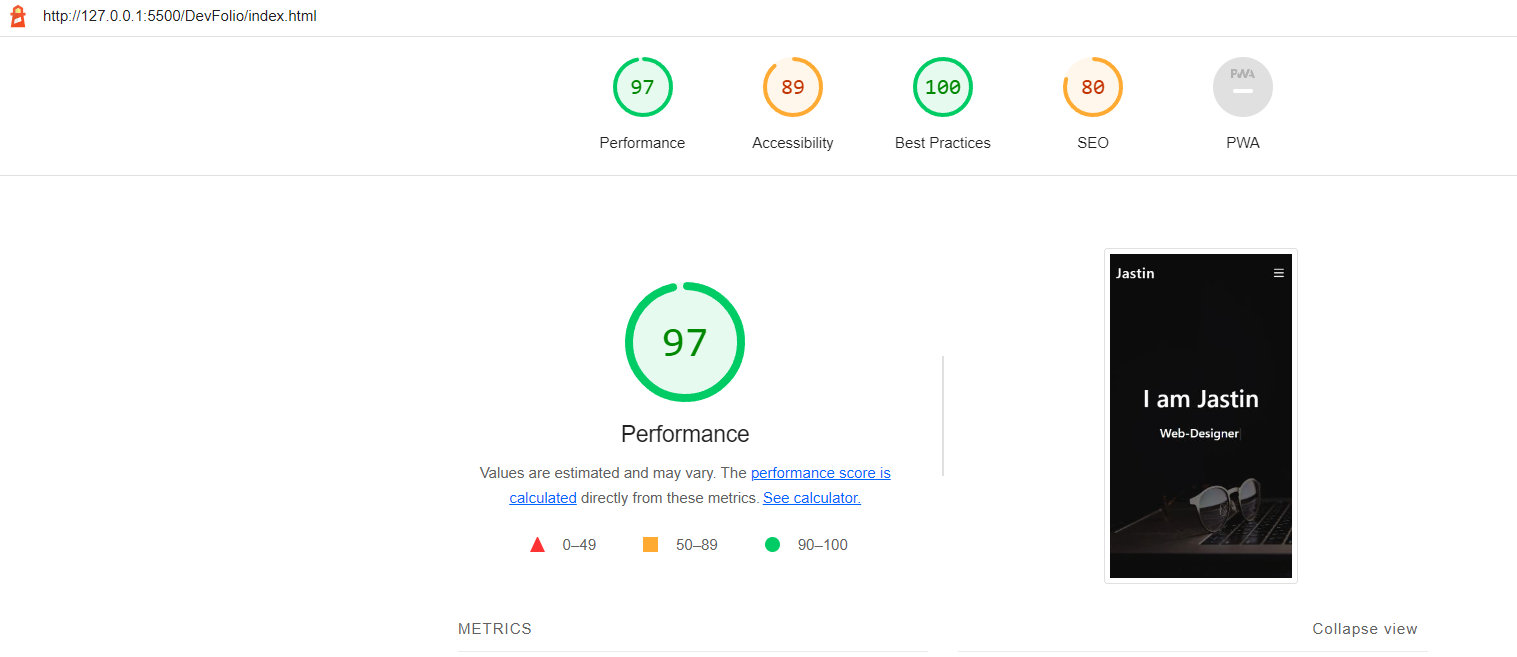 http://127.0.0.1:5500/DevFolio/index.html
97
89
100
80
PWA
Performance
Accessibility
Best Practices
SEO
PWA
97
Performance
Values are estimated and may vary. The performance score is
calculated directly from these metrics. See calculator.
0–49
50–89
90–100
Jastin
I am Jastin
Web-Designer
METRICS
Collapse view